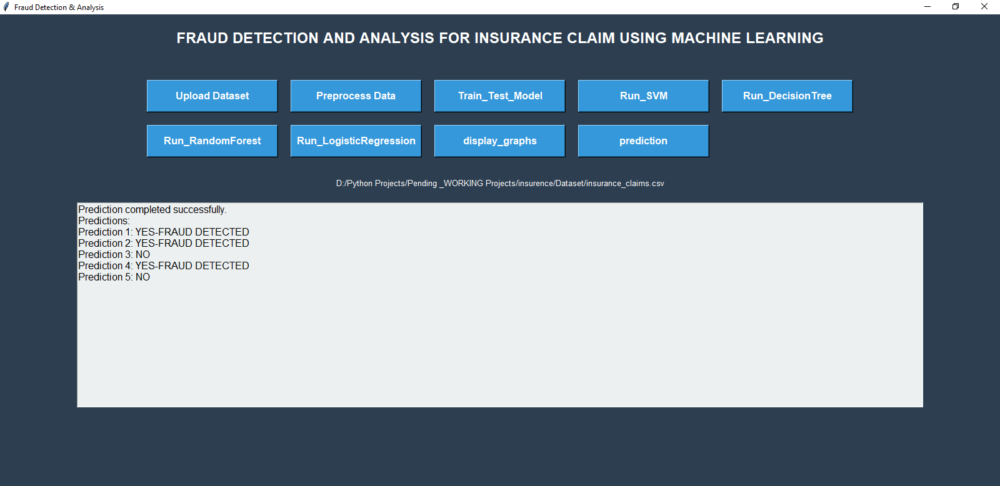 Fraud Detection & Analysis
FRAUD DETECTION AND ANALYSIS FOR INSURANCE CLAIM USING MACHINE LEARNING
Upload Dataset
Preprocess Data
Train_Test_Model
Run_SVM
Run_DecisionTree
Run_RandomForest
Run_LogisticRegression
display_graphs
prediction
D:/Python Projects/Pending _WORKING Projects/insurence/Dataset/insurance_claims.csv
Prediction completed successfully.
Predictions:
Prediction 1: YES-FRAUD DETECTED
Prediction 2: YES-FRAUD DETECTED
Prediction 3: NO
Prediction 4: YES-FRAUD DETECTED
Prediction 5: NO